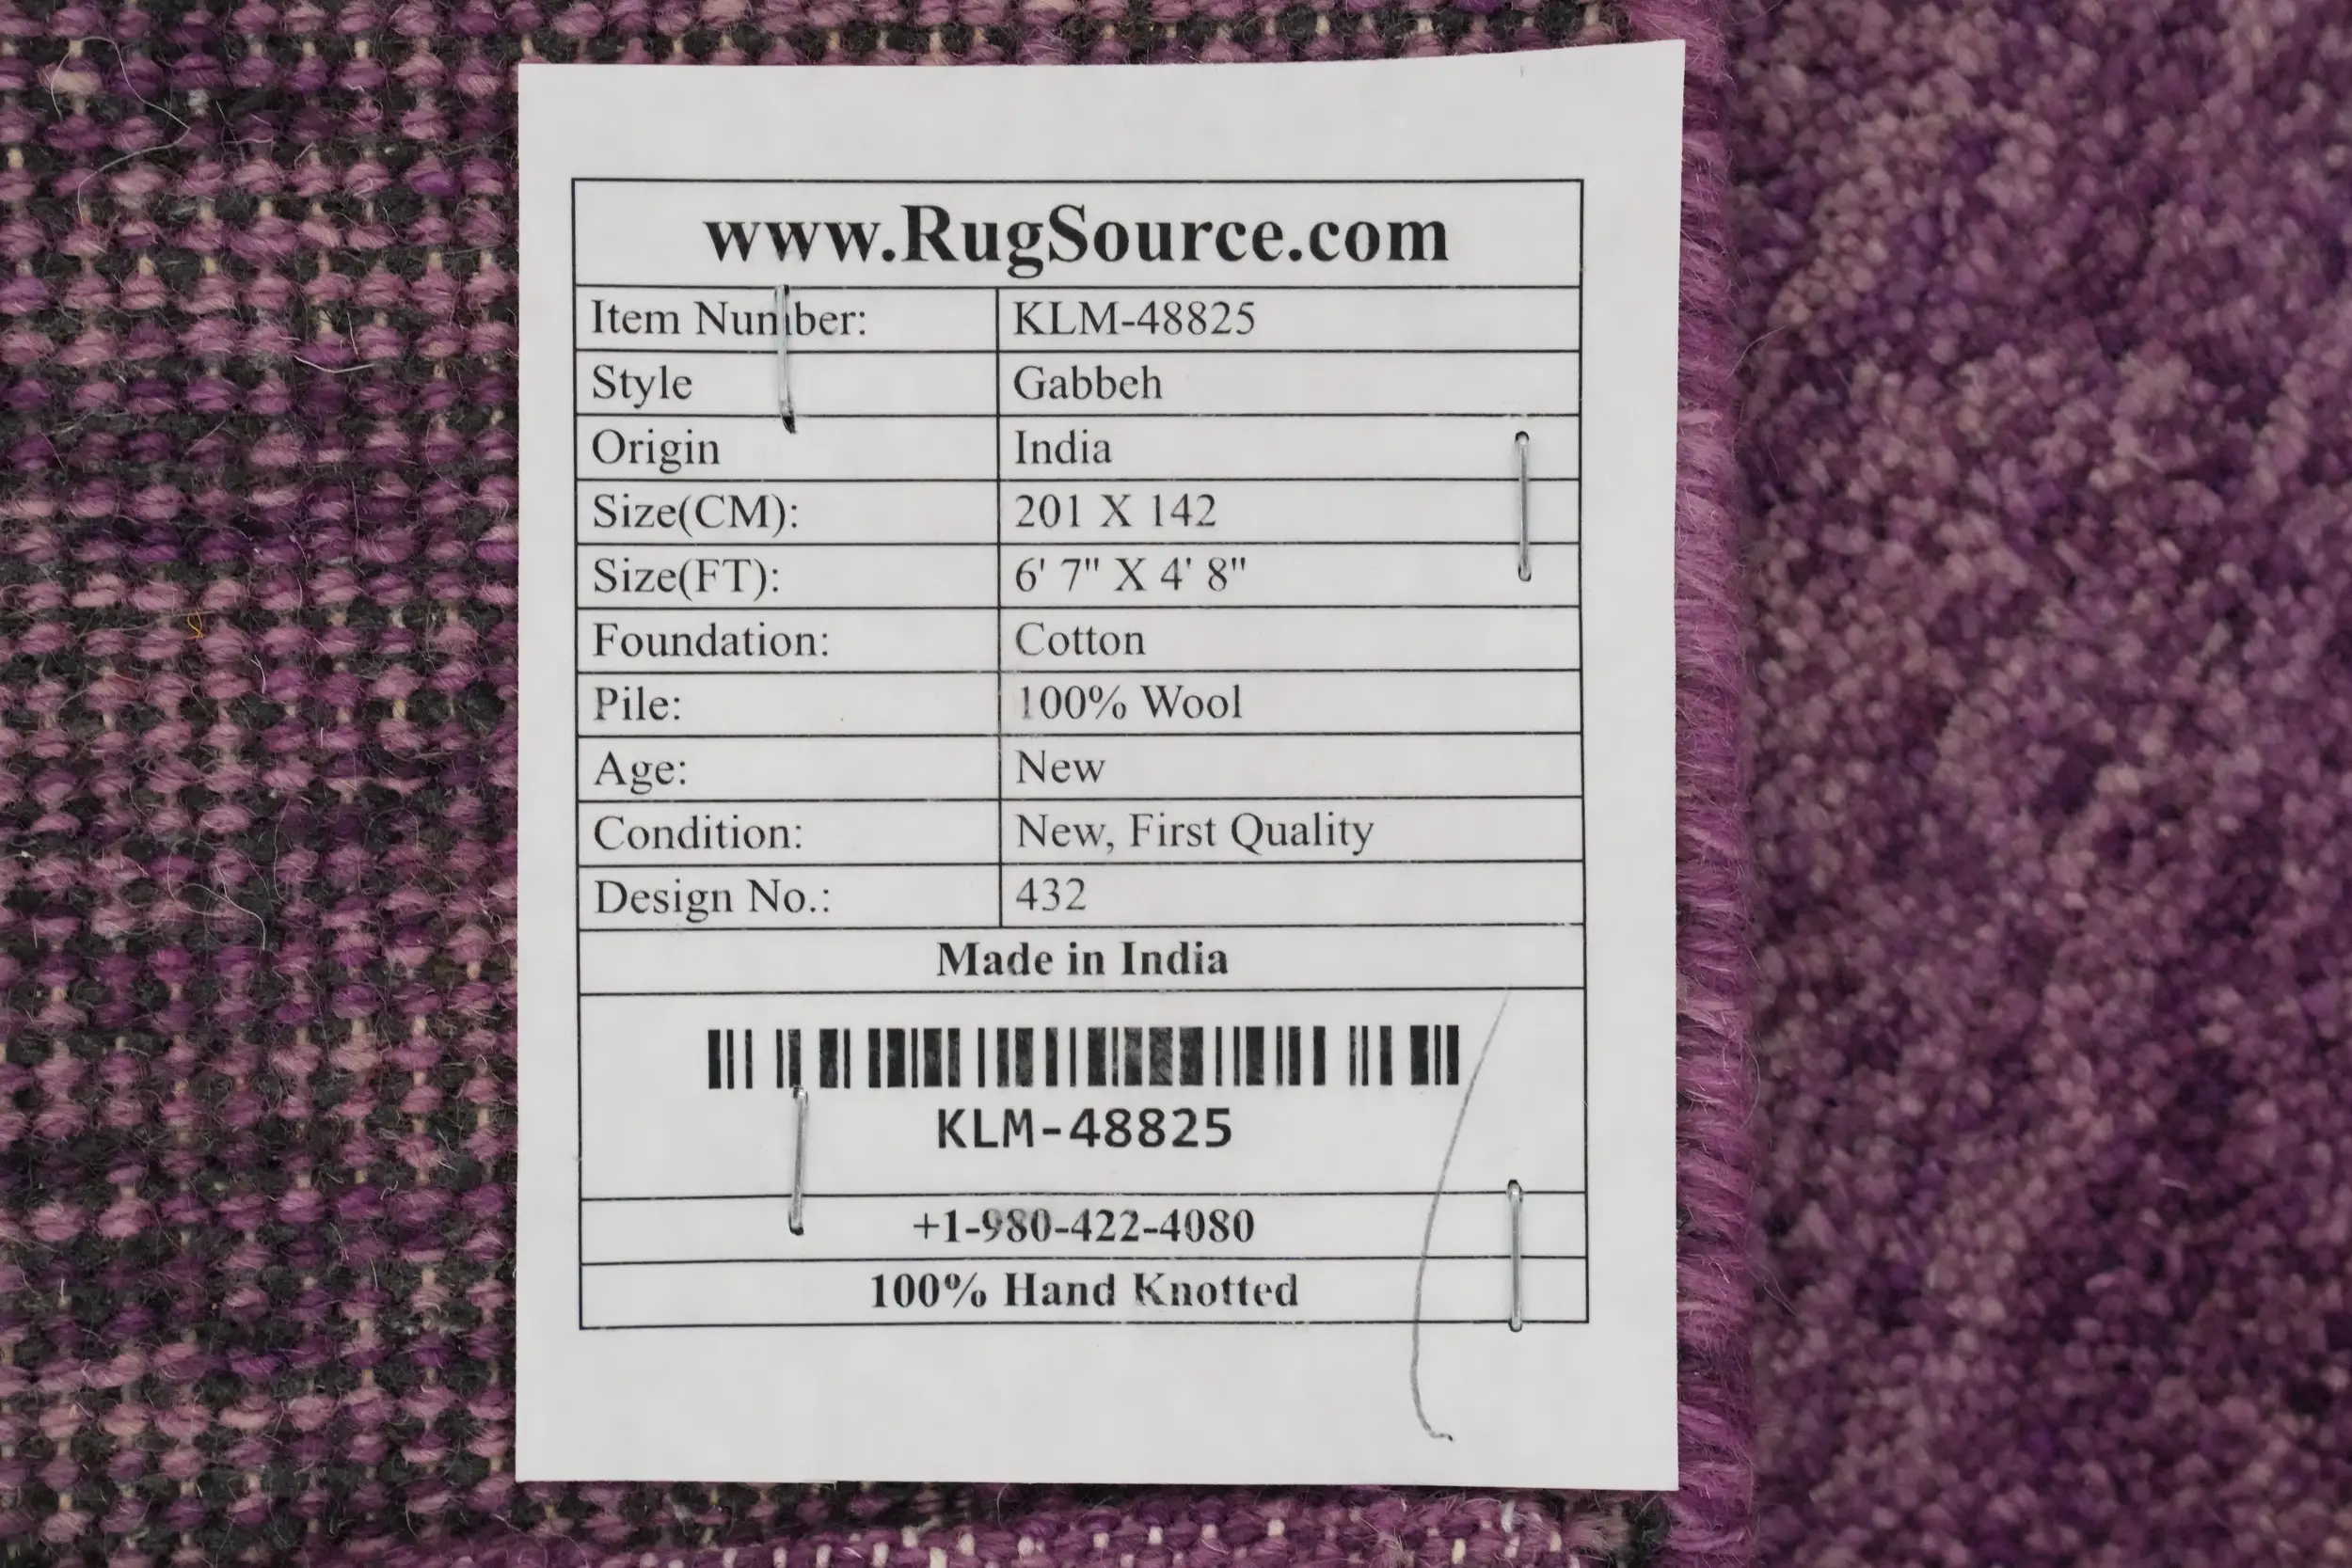 www.RugSource.com
Item Number: KLM-48825
Style Gabbeh
Origin India
Size(CM): 201 X 142
Size(FT): 6' 7" X 4' 8"
Foundation: Cotton
Pile: 100% Wool
Age: New
Condition: New, First Quality
Design No.: 432
Made in India
KLM-48825
+1-980-422-4080
100% Hand Knotted